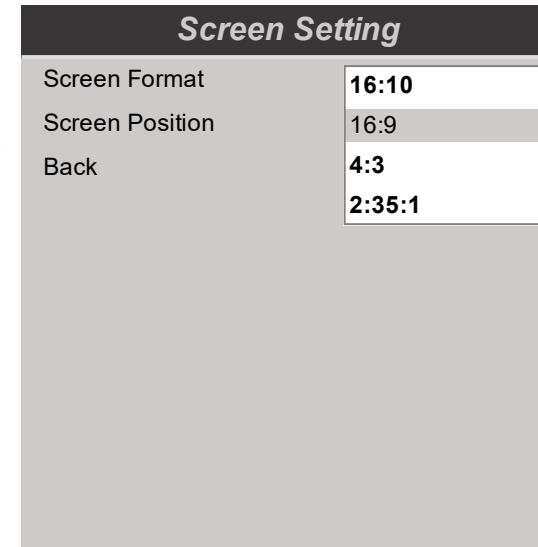 Screen Setting
Screen Format
16:10
Screen Position
16:9
Back
4:3
2:35:1